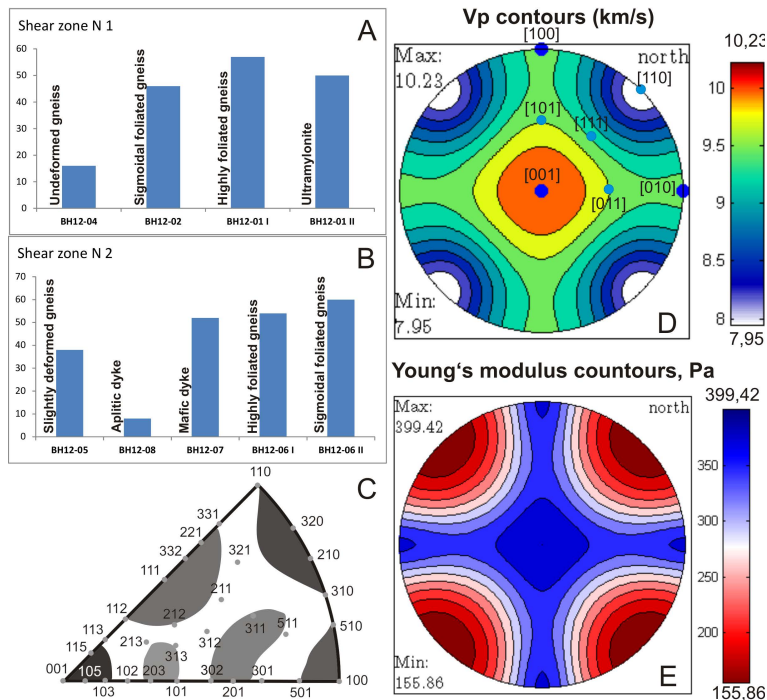 Shear zone N 1
A
60
50
40
30
20
10
0
Undeformed gneiss
Sigmoidal foliated gneiss
Highly foliated gneiss
Ultramylonite
BH12-04
BH12-02
BH12-01 I
BH12-01 II
Shear zone N 2
B
70
60
50
40
30
20
10
0
Slightly deformed gneiss
Aplitic dyke
Mafic dyke
Highly foliated gneiss
Sigmoidal foliated gneiss
BH12-05
BH12-08
BH12-07
BH12-06 I
BH12-06 II
C
110
331
320
221
332
321
210
111
211
310
112
212
311
511
510
113
213
312
115
313
001
105
102
203
302
301
100
103
101
201
501
Vp contours (km/s)
[100]
Max:
10.23
north
10,23
[110]
[101]
[111]
[001]
[010]
[011]
Min:
7.95
D
10
9.5
9
8.5
8
7,95
Young's modulus countours, Pa
399,42
Max:
399.42
north
350
300
250
200
Min:
155.86
E
155.86